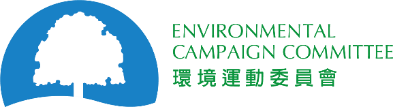 ENVIRONMENTAL
CAMPAIGN COMMITTEE
環境運動委員會